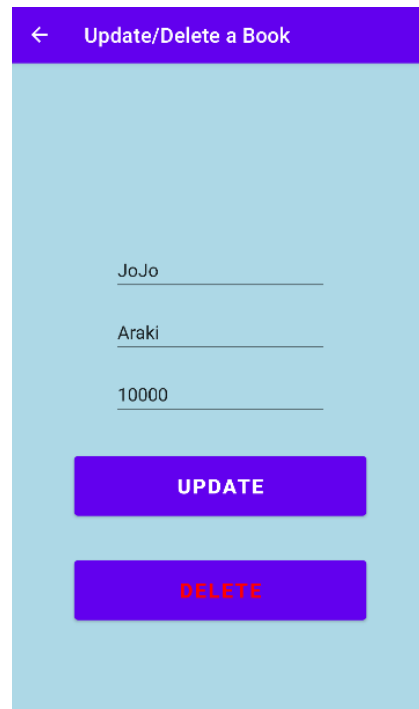 Update/Delete a Book
JoJo
Araki
10000
UPDATE
DELETE